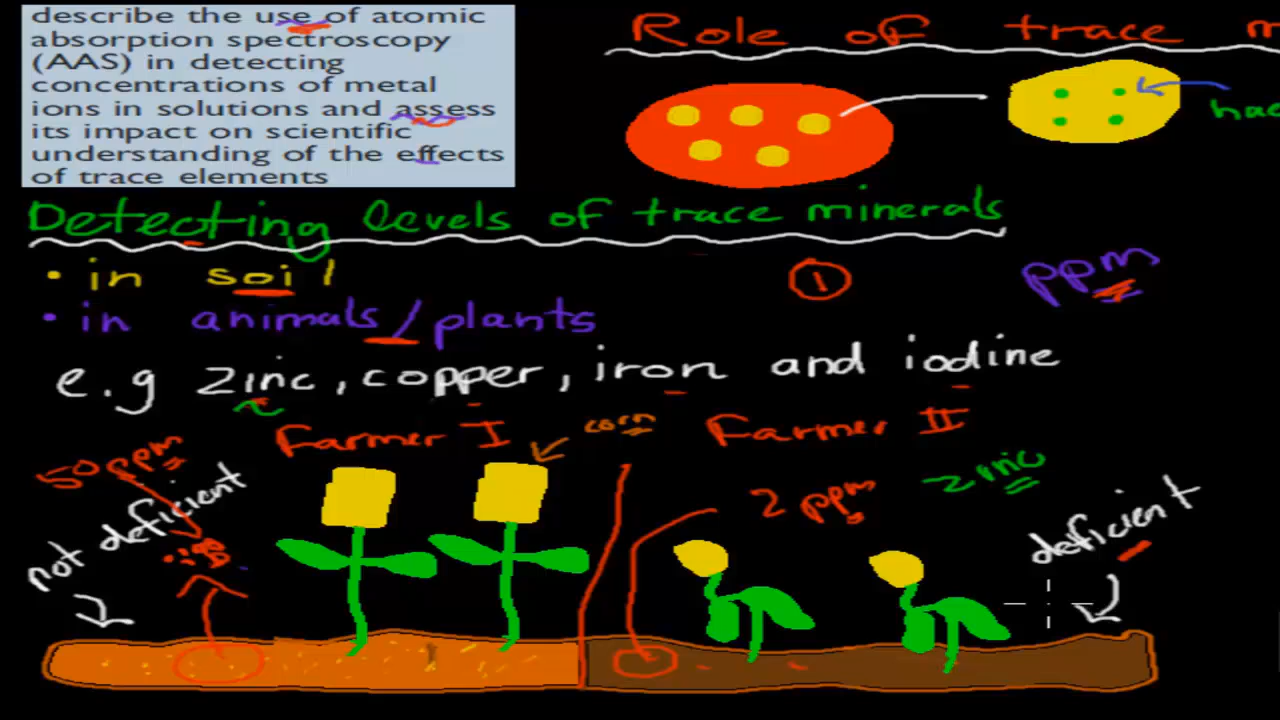 describe the use of atomic
absorption spectroscopy
(AAS) in detecting
concentrations of metal
ions in solutions and assess
its impact on scientific
understanding of the effects
of trace elements
Role of trace m
hae
Detecting levels of trace minerals
• in soil
• in animals/plants
1
ppm
e.g zinc, copper, iron and iodine
Farmer I
corn
Farmer II
50 ppm
not deficient
2 ppm
zinc
deficient